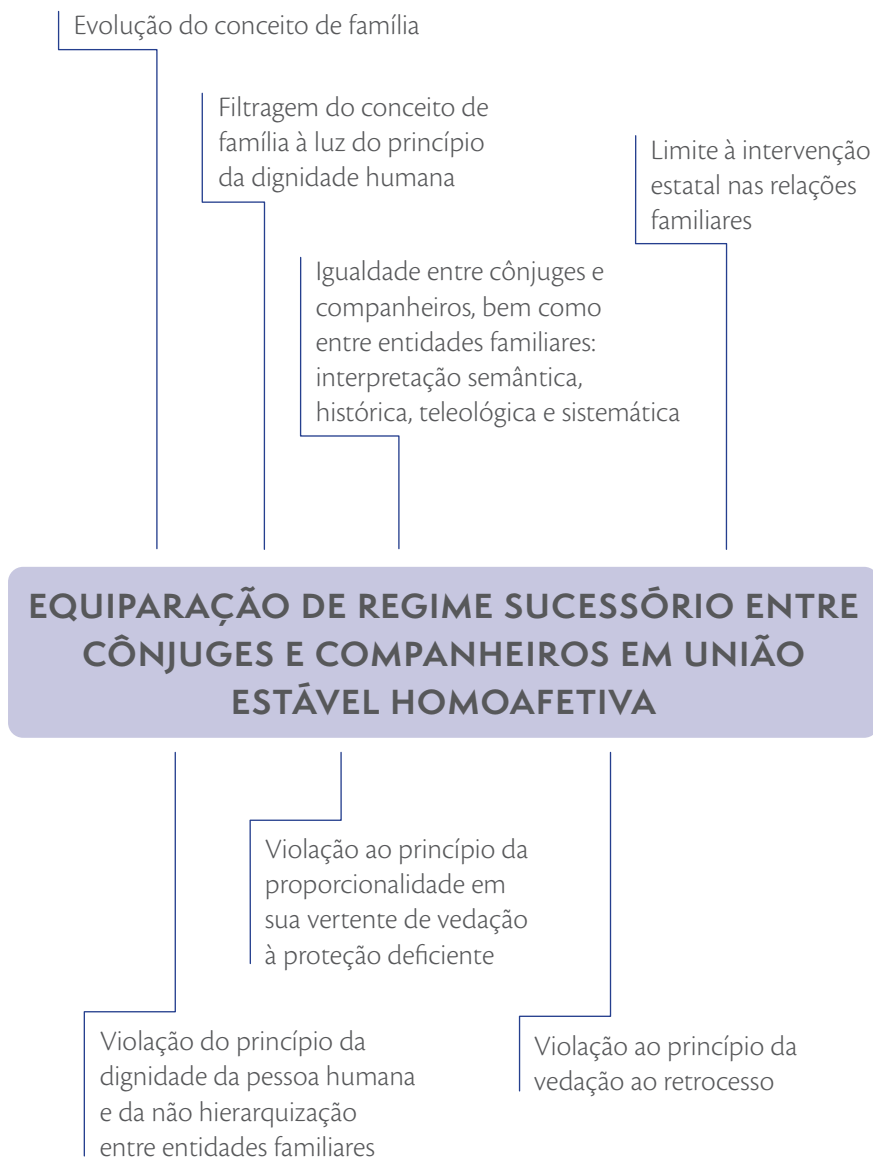 Evolução do conceito de família
Filtragem do conceito de
família à luz do princípio
da dignidade humana
Limite à intervenção
estatal nas relações
familiares
Igualdade entre cônjuges e
companheiros, bem como
entre entidades familiares:
interpretação semântica,
histórica, teleológica e sistemática
EQUIPARAÇÃO DE REGIME SUCESSÓRIO ENTRE
CÔNJUGES E COMPANHEIROS EM UNIÃO
ESTÁVEL HOMOAFETIVA
Violação ao princípio da
proporcionalidade em
sua vertente de vedação
à proteção deficiente
Violação do princípio da
dignidade da pessoa humana
e da não hierarquização
entre entidades familiares
Violação ao princípio da
vedação ao retrocesso